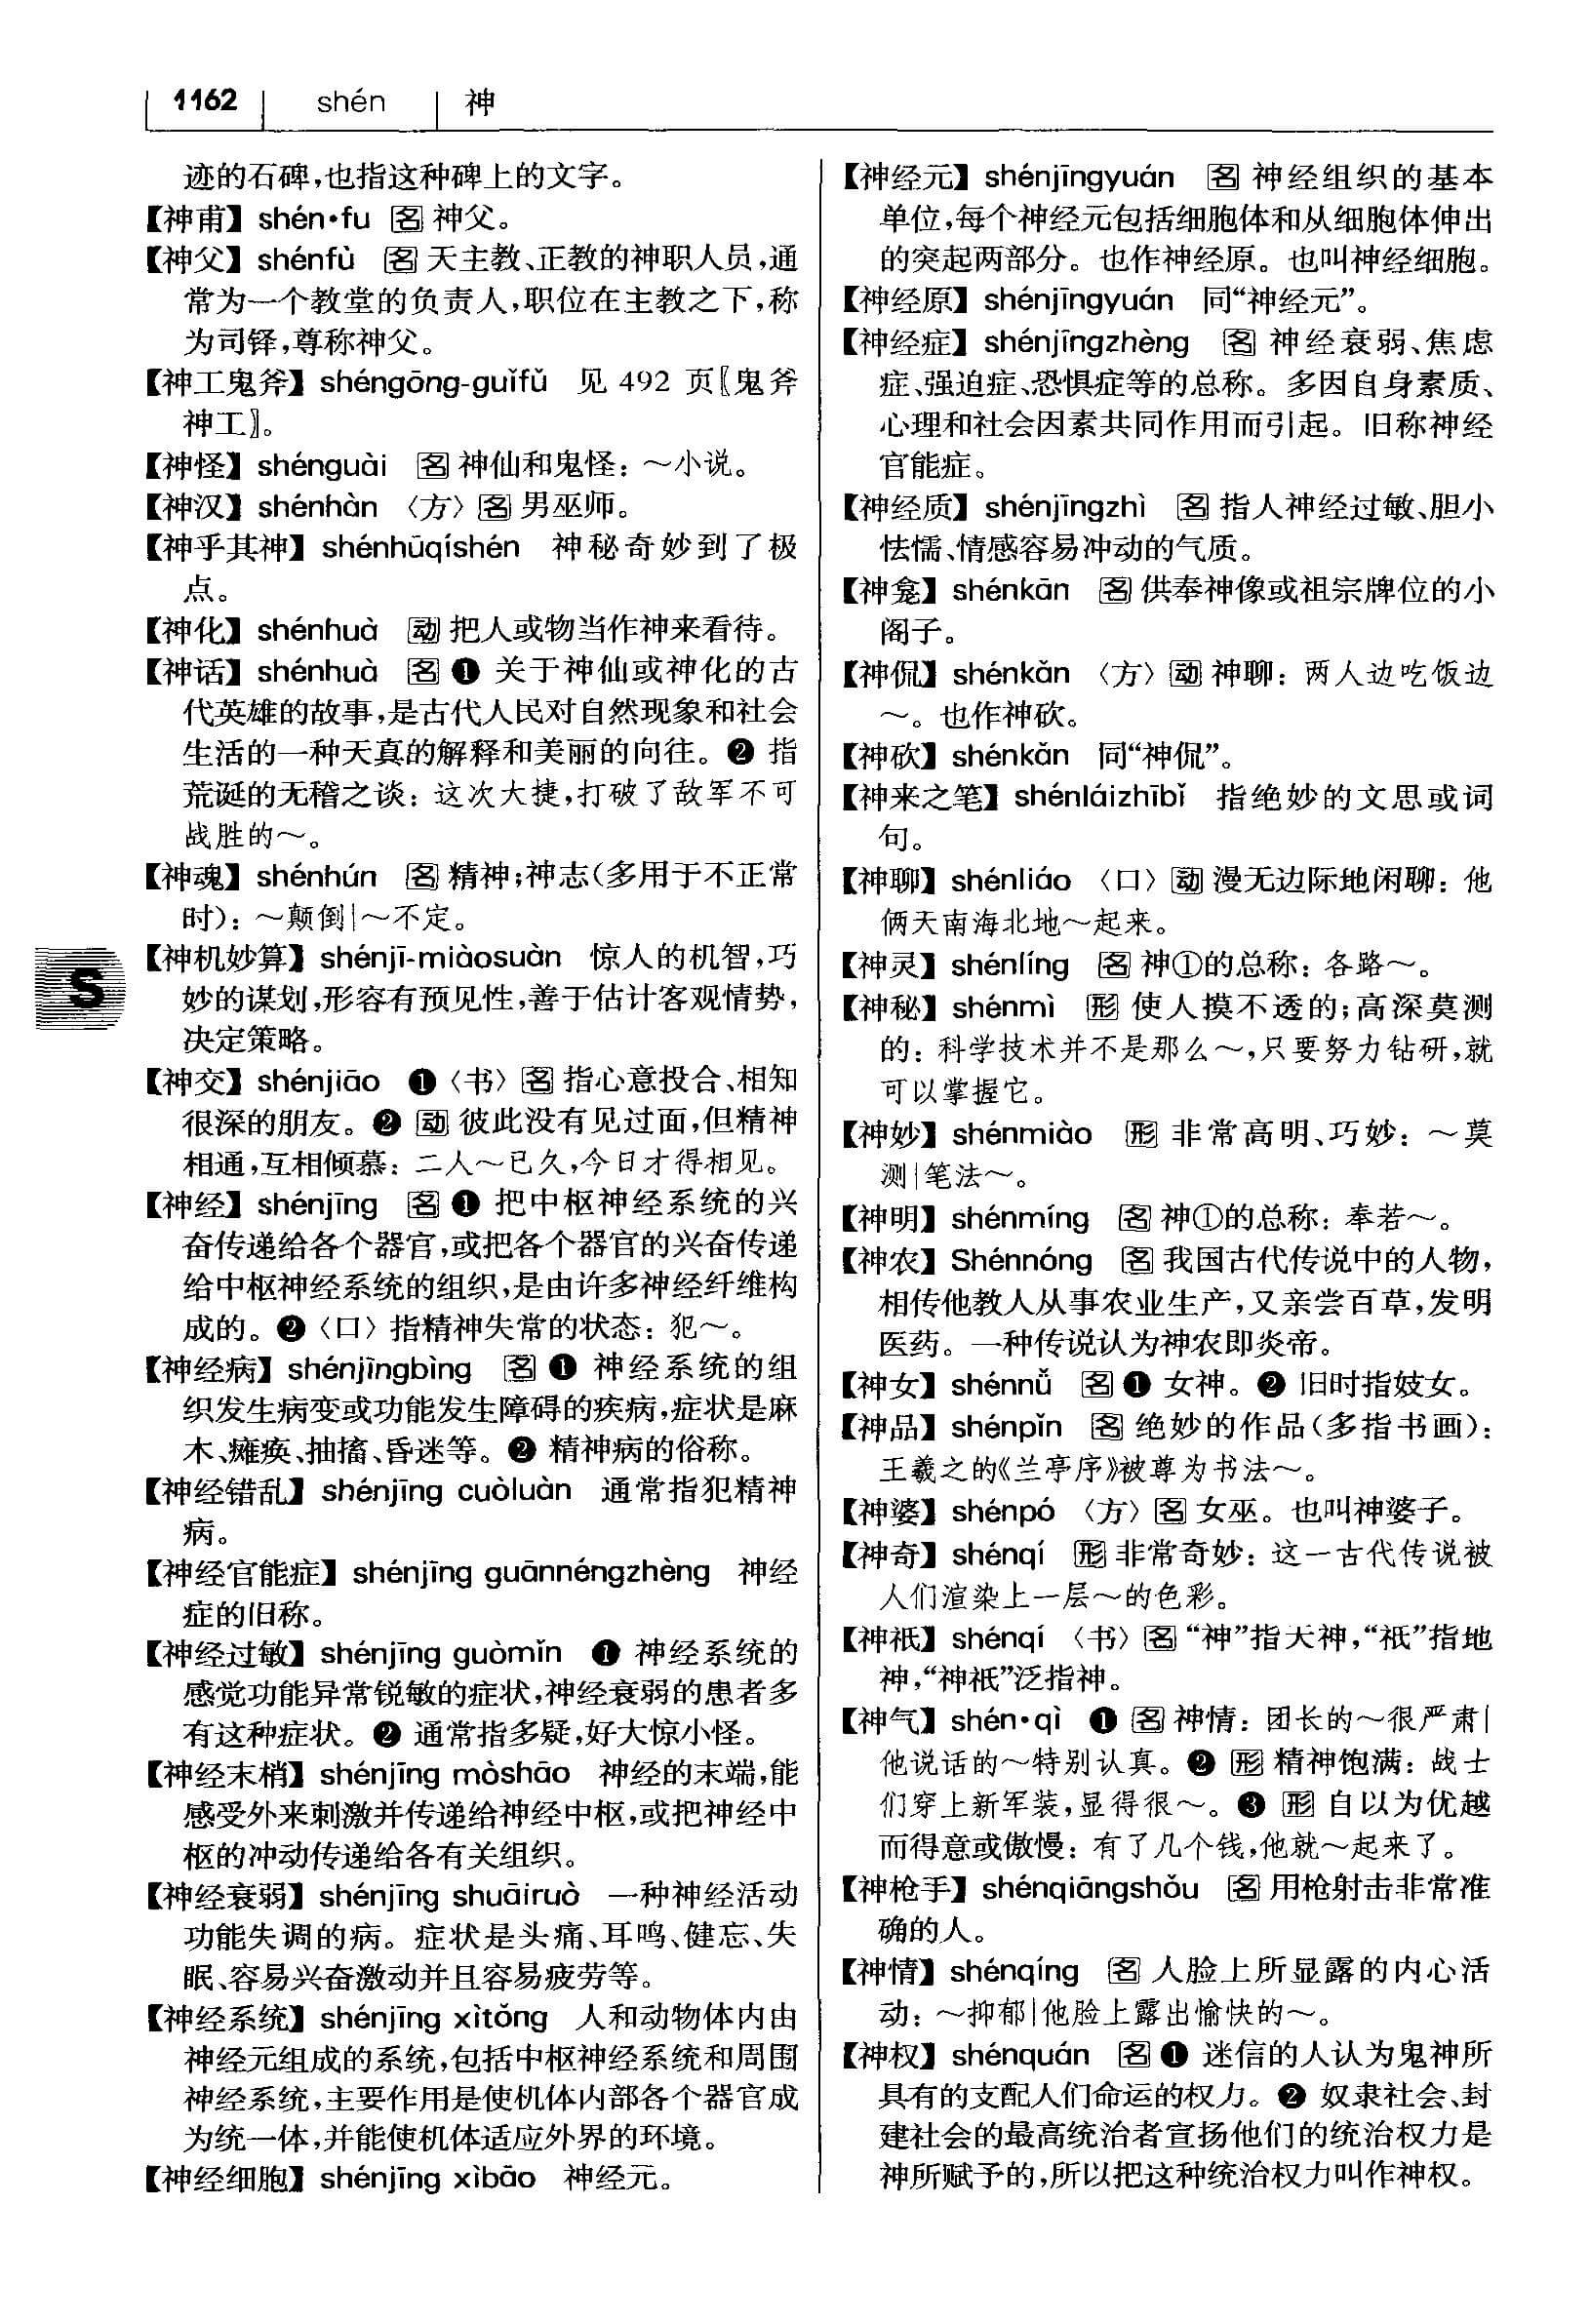 1162 shén 神
迹的石碑,也指这种碑上的文字。
【神甫】 shén·fu 名 神父。
【神父】 shénfù 名 天主教、正教的神职人员,通
常为一个教堂的负责人,职位在主教之下,称
为司铎,尊称神父。
【神工鬼斧】 shéngōng-guǐfǔ 见 492 页〖鬼斧
神工〗。
【神怪】 shénguài 名 神仙和鬼怪：～小说。
【神汉】 shénhàn 〈方〉名 男巫师。
【神乎其神】 shénhūqíshén 神秘奇妙到了极
点。
【神化】 shénhuà 动 把人或物当作神来看待。
【神话】 shénhuà 名 ❶ 关于神仙或神化的古
代英雄的故事,是古代人民对自然现象和社会
生活的一种天真的解释和美丽的向往。❷ 指
荒诞的无稽之谈：这次大捷,打破了敌军不可
战胜的～。
【神魂】 shénhún 名 精神;神志(多用于不正常
时)：～颠倒|～不定。
【神机妙算】 shénjī-miàosuàn 惊人的机智,巧
妙的谋划,形容有预见性,善于估计客观情势,
决定策略。
【神交】 shénjiāo ❶〈书〉名 指心意投合、相知
很深的朋友。❷ 动 彼此没有见过面,但精神
相通,互相倾慕：二人～已久,今日才得相见。
【神经】 shénjīng 名 ❶ 把中枢神经系统的兴
奋传递给各个器官,或把各个器官的兴奋传递
给中枢神经系统的组织,是由许多神经纤维构
成的。❷〈口〉指精神失常的状态：犯～。
【神经病】 shénjīngbìng 名 ❶ 神经系统的组
织发生病变或功能发生障碍的疾病,症状是麻
木、瘫痪、抽搐、昏迷等。❷ 精神病的俗称。
【神经错乱】 shénjīng cuòluàn 通常指犯精神
病。
【神经官能症】 shénjīng guānnéngzhèng 神经
症的旧称。
【神经过敏】 shénjīng guòmǐn ❶ 神经系统的
感觉功能异常锐敏的症状,神经衰弱的患者多
有这种症状。❷ 通常指多疑,好大惊小怪。
【神经末梢】 shénjīng mòshāo 神经的末端,能
感受外来刺激并传递给神经中枢,或把神经中
枢的冲动传递给各有关组织。
【神经衰弱】 shénjīng shuāiruò 一种神经活动
功能失调的病。症状是头痛、耳鸣、健忘、失
眠、容易兴奋激动并且容易疲劳等。
【神经系统】 shénjīng xìtǒng 人和动物体内由
神经元组成的系统,包括中枢神经系统和周围
神经系统,主要作用是使机体内部各个器官成
为统一体,并能使机体适应外界的环境。
【神经细胞】 shénjīng xìbāo 神经元。
S
【神经元】 shénjīngyuán 名 神经组织的基本
单位,每个神经元包括细胞体和从细胞体伸出
的突起两部分。也作神经原。也叫神经细胞。
【神经原】 shénjīngyuán 同“神经元”。
【神经症】 shénjīngzhèng 名 神经衰弱、焦虑
症、强迫症、恐惧症等的总称。多因自身素质、
心理和社会因素共同作用而引起。旧称神经
官能症。
【神经质】 shénjīngzhì 名 指人神经过敏、胆小
怯懦、情感容易冲动的气质。
【神龛】 shénkān 名 供奉神像或祖宗牌位的小
阁子。
【神侃】 shénkǎn 〈方〉动 神聊：两人边吃饭边
～。也作神砍。
【神砍】 shénkǎn 同“神侃”。
【神来之笔】 shénláizhībǐ 指绝妙的文思或词
句。
【神聊】 shénliáo 〈口〉动 漫无边际地闲聊：他
俩天南海北地～起来。
【神灵】 shénlíng 名 神①的总称：各路～。
【神秘】 shénmì 形 使人摸不透的;高深莫测
的：科学技术并不是那么～,只要努力钻研,就
可以掌握它。
【神妙】 shénmiào 形 非常高明、巧妙：～莫
测|笔法～。
【神明】 shénmíng 名 神①的总称：奉若～。
【神农】 Shénnóng 名 我国古代传说中的人物,
相传他教人从事农业生产,又亲尝百草,发明
医药。一种传说认为神农即炎帝。
【神女】 shénnǚ 名 ❶ 女神。❷ 旧时指妓女。
【神品】 shénpǐn 名 绝妙的作品(多指书画)：
王羲之的《兰亭序》被尊为书法～。
【神婆】 shénpó 〈方〉名 女巫。也叫神婆子。
【神奇】 shénqí 形 非常奇妙：这一古代传说被
人们渲染上一层～的色彩。
【神祇】 shénqí 〈书〉名 “神”指天神,“祇”指地
神,“神祇”泛指神。
【神气】 shén·qì ❶ 名 神情：团长的～很严肃|
他说话的～特别认真。❷ 形 精神饱满：战士
们穿上新军装,显得很～。❸ 形 自以为优越
而得意或傲慢：有了几个钱,他就～起来了。
【神枪手】 shénqiāngshǒu 名 用枪射击非常准
确的人。
【神情】 shénqíng 名 人脸上所显露的内心活
动：～抑郁|他脸上露出愉快的～。
【神权】 shénquán 名 ❶ 迷信的人认为鬼神所
具有的支配人们命运的权力。❷ 奴隶社会、封
建社会的最高统治者宣扬他们的统治权力是
神所赋予的,所以把这种统治权力叫作神权。